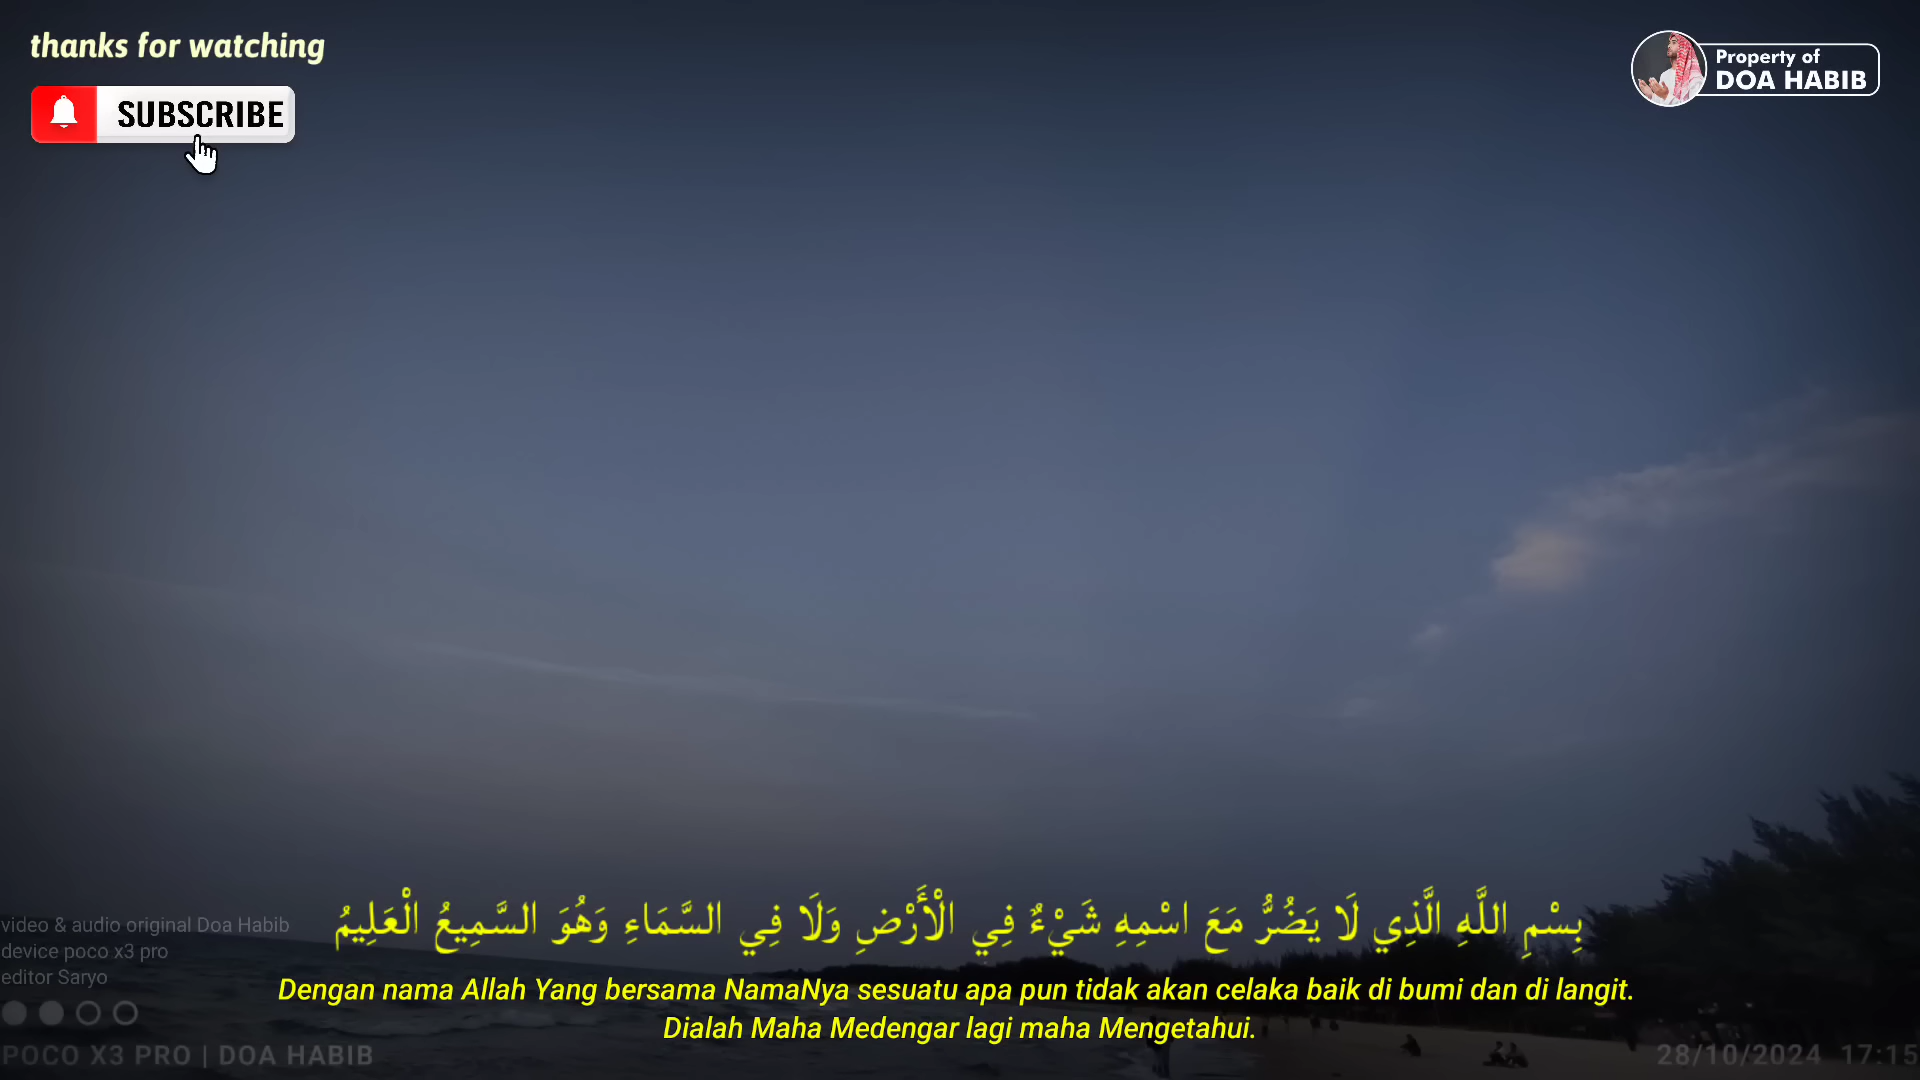 thanks for watching
SUBSCRIBE
Property of
DOA HABIB
بِسْمِ اللَّهِ الَّذِي لَا يَضُرُّ مَعَ اسْمِهِ شَيْءٌ فِي الْأَرْضِ وَلَا فِي السَّمَاءِ وَهُوَ السَّمِيعُ الْعَلِيمُ
Dengan nama Allah Yang bersama NamaNya sesuatu apa pun tidak akan celaka baik di bumi dan di langit.
Dialah Maha Medengar lagi maha Mengetahui.
video & audio original Doa Habib
device poco x3 pro
editor Saryo
POCO X3 PRO | DOA HABIB
28/10/2024 17:15